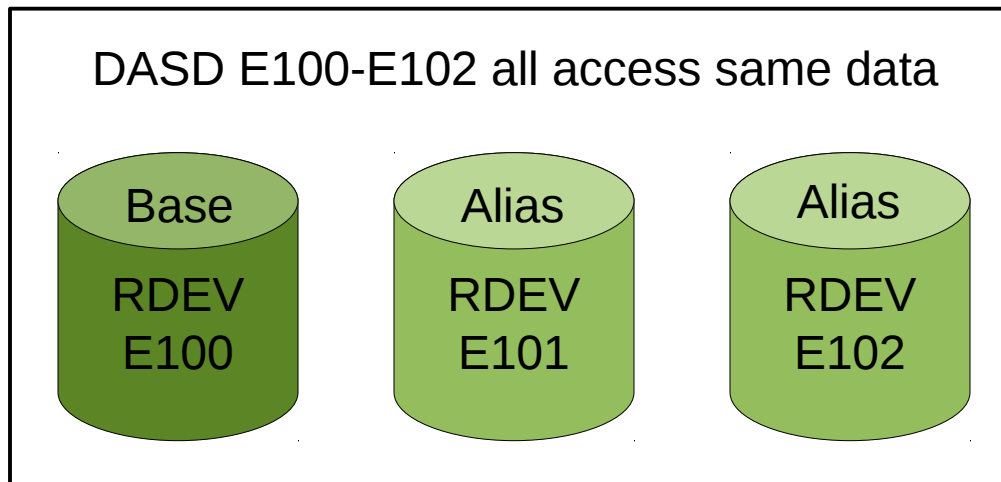 DASD E100-E102 all access same data
Base
RDEV
E100
Alias
RDEV
E101
Alias
RDEV
E102